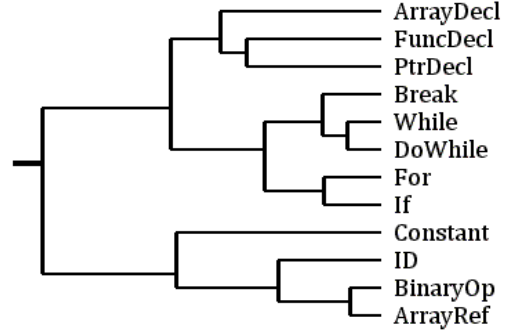 ArrayDecl
FuncDecl
PtrDecl
Break
While
DoWhile
For
If
Constant
ID
BinaryOp
ArrayRef